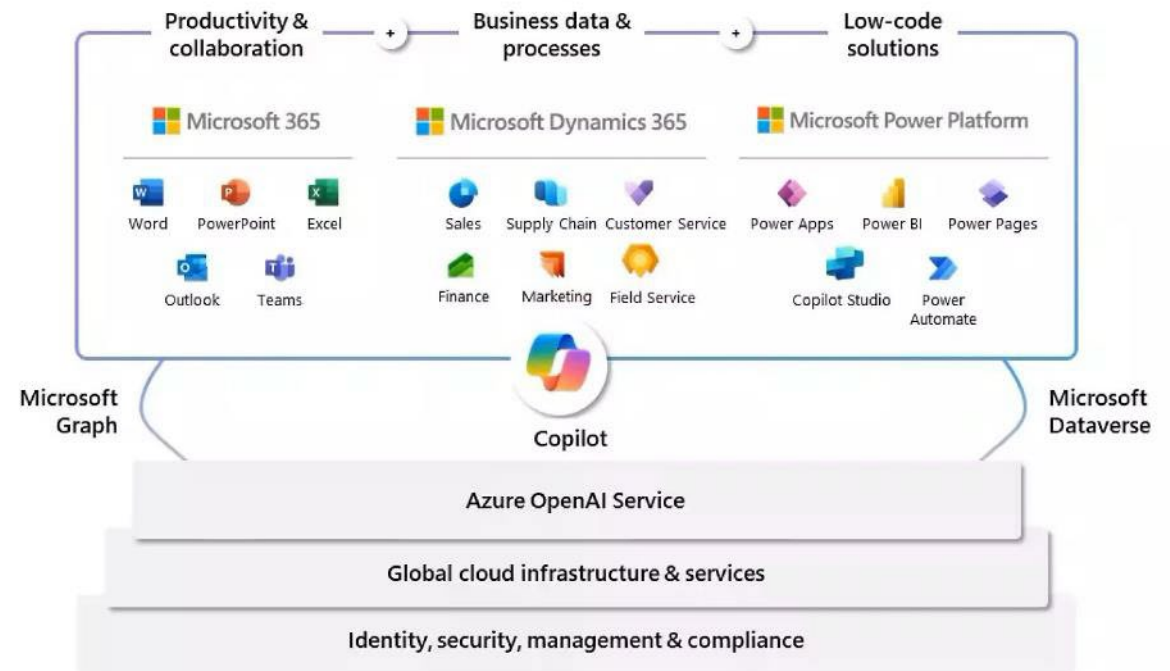 Productivity &
collaboration
+
Business data &
processes
+
Low-code
solutions
Microsoft 365
Microsoft Dynamics 365
Microsoft Power Platform
W
Word
P
PowerPoint
X
Excel
O
Outlook
T
Teams
Sales
Supply Chain
Customer Service
Finance
Marketing
Field Service
Power Apps
Power BI
Power Pages
Copilot Studio
Power
Automate
Microsoft
Graph
Copilot
Microsoft
Dataverse
Azure OpenAI Service
Global cloud infrastructure & services
Identity, security, management & compliance